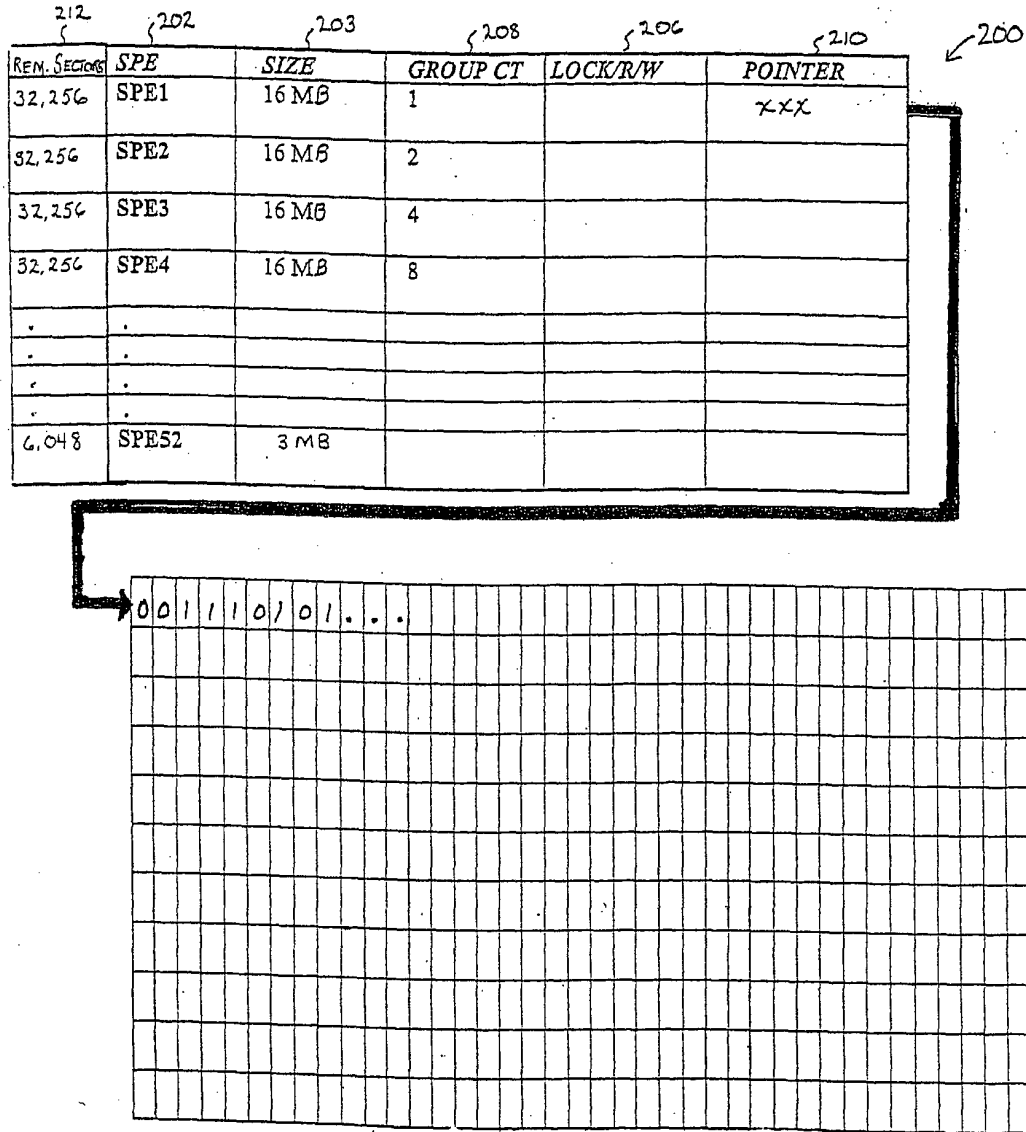 212 202 203 208 206 210 200
REM. SECTORS SPE SIZE GROUP CT LOCK/R/W POINTER
32,256 SPE1 16 MB 1 xxx
32,256 SPE2 16 MB 2
32,256 SPE3 16 MB 4
32,256 SPE4 16 MB 8
. .
. .
. .
. .
6,048 SPE52 3 MB
0 0 1 1 1 0 1 0 1 . . .